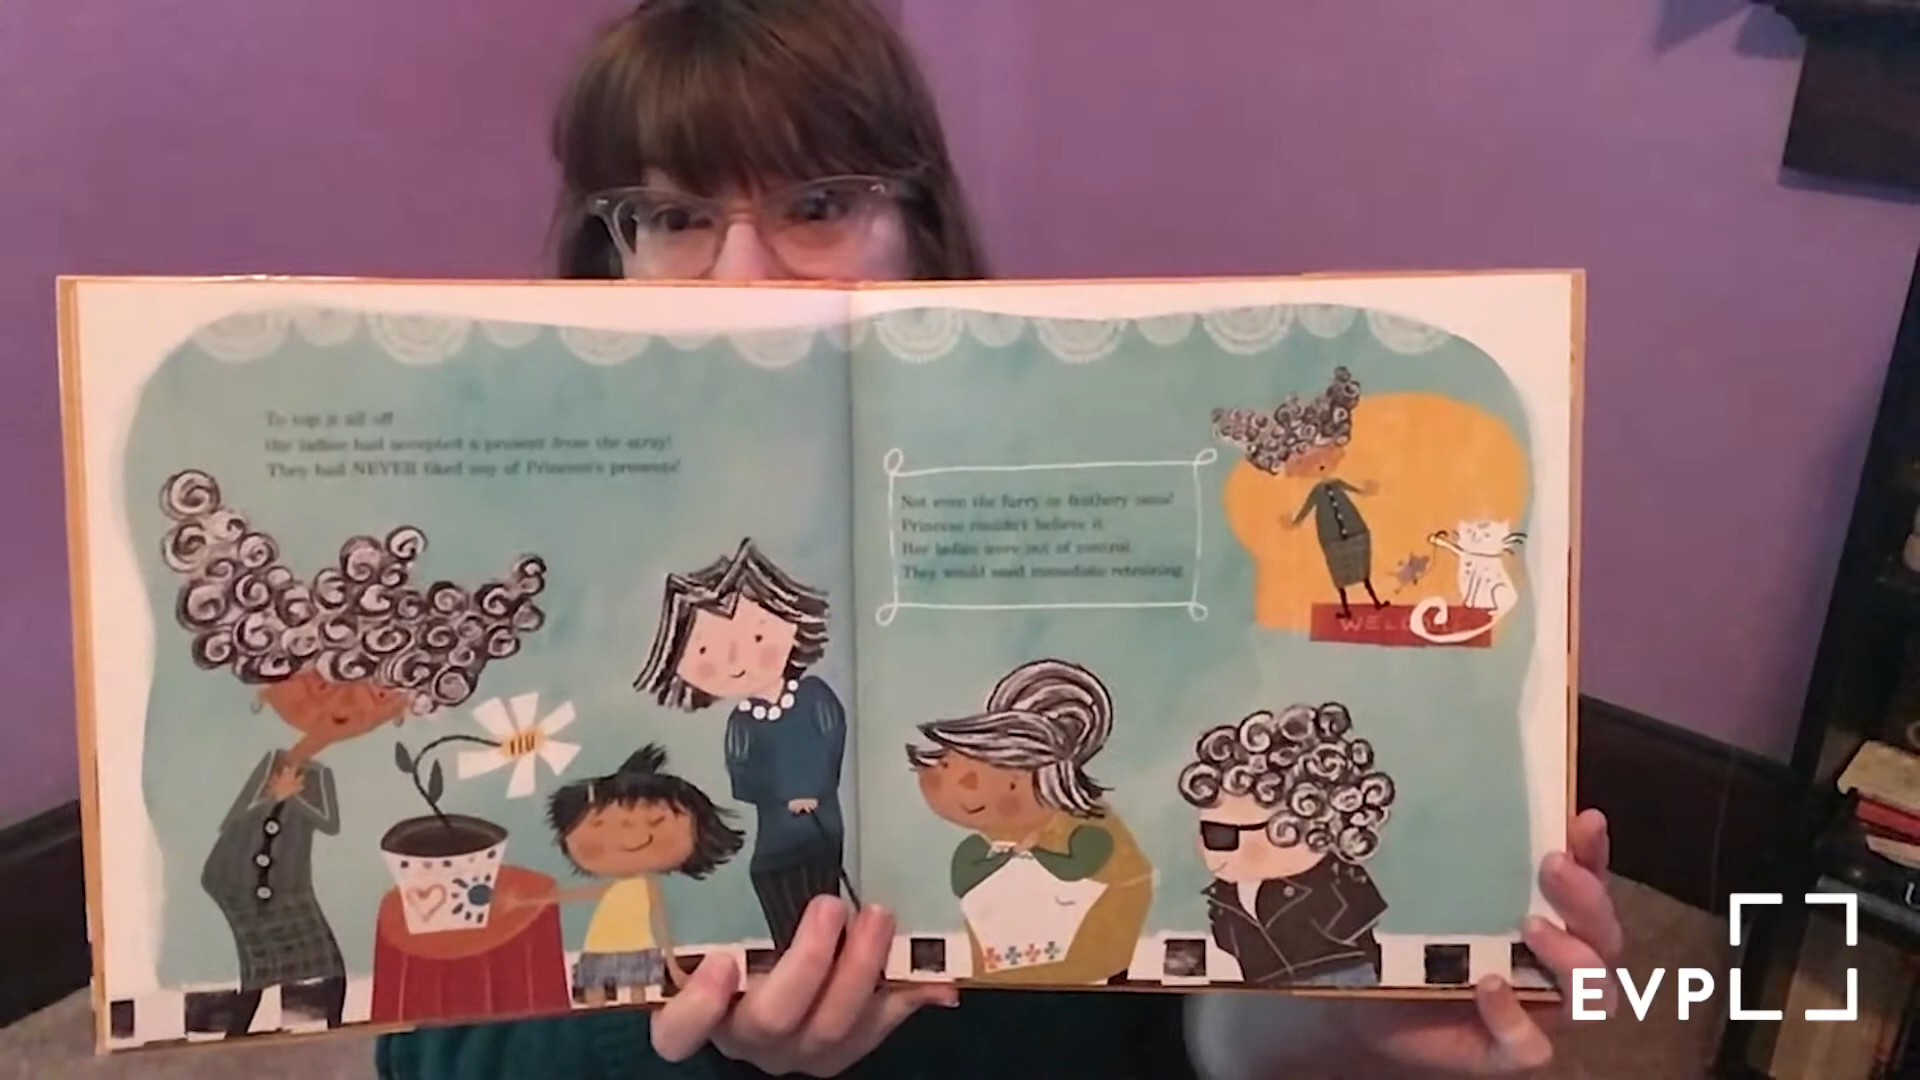 To top it all off
Her ladies had accepted a present from the stray!
They had NEVER liked any of Princess's presents!
Not even the furry or feathery ones!
Princess couldn't believe it.
Her ladies were out of control.
They would need immediate retraining.
WELCOME
EVPL